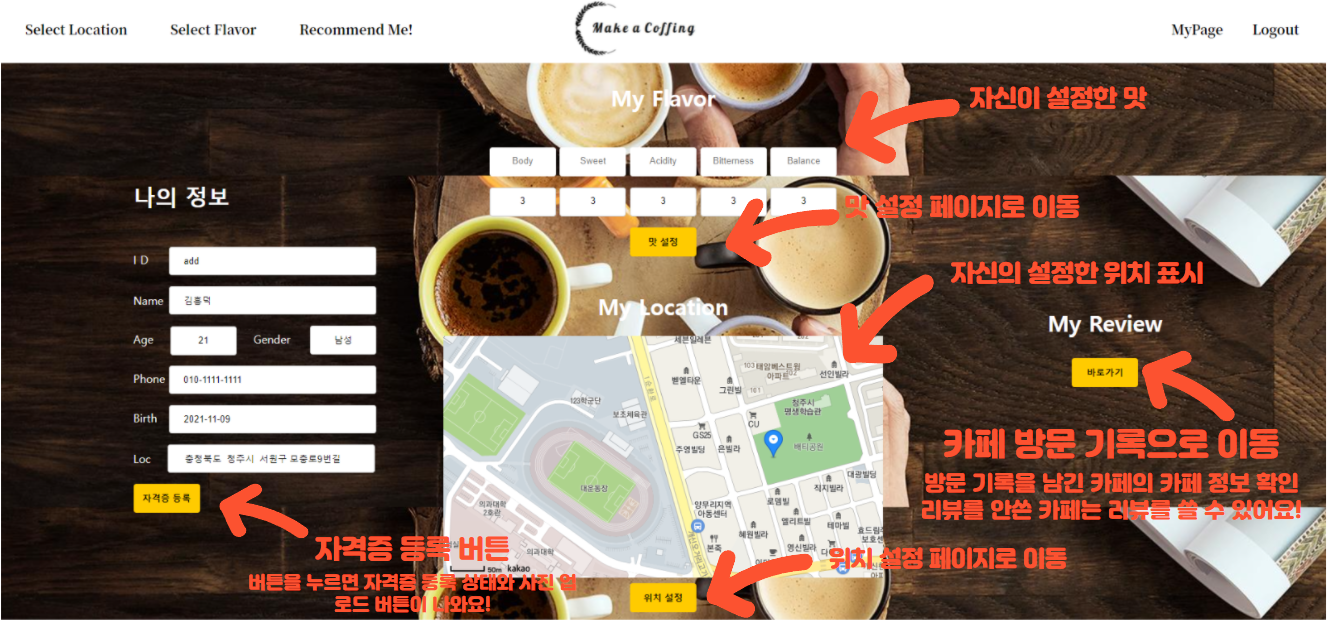 Select Location
Select Flavor
Recommend Me!
Make a Coffing
MyPage
Logout
My Flavor
자신이 설정한 맛
Body
Sweet
Acidity
Bitterness
Balance
3
3
3
3
3
맛 설정 페이지로 이동
맛 설정
나의 정보
I D
add
Name
김흥덕
Age
21
Gender
남성
Phone
010-1111-1111
Birth
2021-11-09
Loc
충청북도 청주시 서원구 모충로9번길
자격증 등록
자격증 등록 버튼
버튼을 누르면 자격증 등록 상태와 사진 업
로드 버튼이 나와요!
My Location
자신의 설정한 위치 표시
세븐일레븐
벧엘타운
그린빌
103
태암베스트윌
아파트
102
101
선인빌라
123학군단
보조체육관
청주시
평생학습관
CU
GS25
주영빌딩
은빌라
배티공원
대운동장
대광빌딩
직지빌라
로뎀빌
의과대학
2호관
양무리지역
아동센터
엘리트빌
테마빌
혜원빌라
본죽
영신빌라
의과대학
50m
kakao
위치 설정 페이지로 이동
위치 설정
My Review
바로가기
카페 방문 기록으로 이동
방문 기록을 남긴 카페의 카페 정보 확인
리뷰를 안쓴 카페는 리뷰를 쓸 수 있어요!